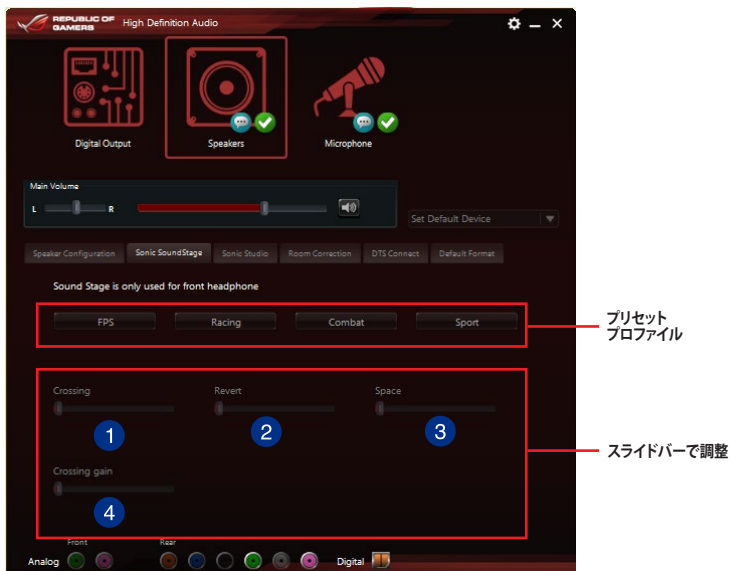 REPUBLIC OF GAMERS High Definition Audio
Digital Output
Speakers
Microphone
Main Volume
L R
Set Default Device
Speaker Configuration Sonic SoundStage Sonic Studio Room Correction DTS Connect Default Format
Sound Stage is only used for front headphone
FPS Racing Combat Sport
プリセット
プロファイル
Crossing Revert Space
1 2 3
スライドバーで調整
Crossing gain
4
Front Rear
Analog Digital